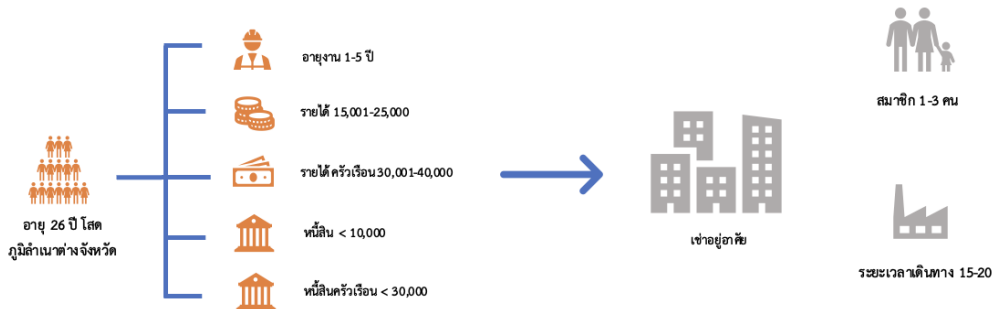 อายุ 26 ปี โสด
ภูมิลำเนาต่างจังหวัด
อายุงาน 1-5 ปี
รายได้ 15,001-25,000
รายได้ครัวเรือน 30,001-40,000
หนี้สิน < 10,000
หนี้สินครัวเรือน < 30,000
เช่าอยู่อาศัย
สมาชิก 1-3 คน
ระยะเวลาเดินทาง 15-20